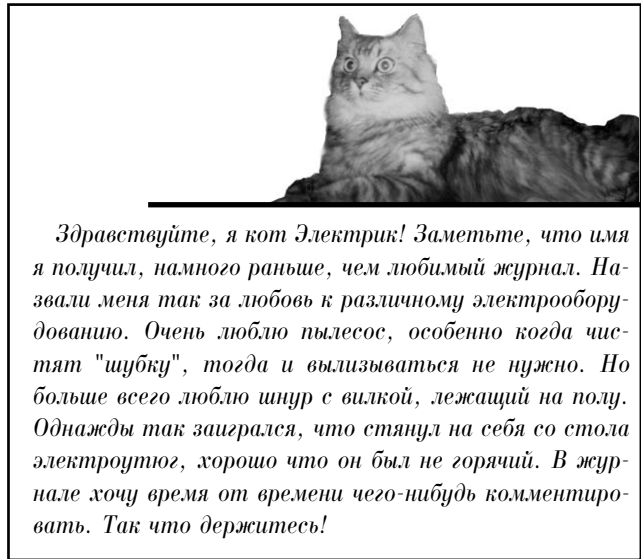 Здравствуйте, я кот Электрик! Заметьте, что имя
я получил, намного раньше, чем любимый журнал. На-
звали меня так за любовь к различному электрообору-
дованию. Очень люблю пылесос, особенно когда чис-
тят "шубку", тогда и вылизываться не нужно. Но
больше всего люблю шнур с вилкой, лежащий на полу.
Однажды так заигрался, что стянул на себя со стола
электроутюг, хорошо что он был не горячий. В жур-
нале хочу время от времени чего-нибудь комментиро-
вать. Так что держитесь!